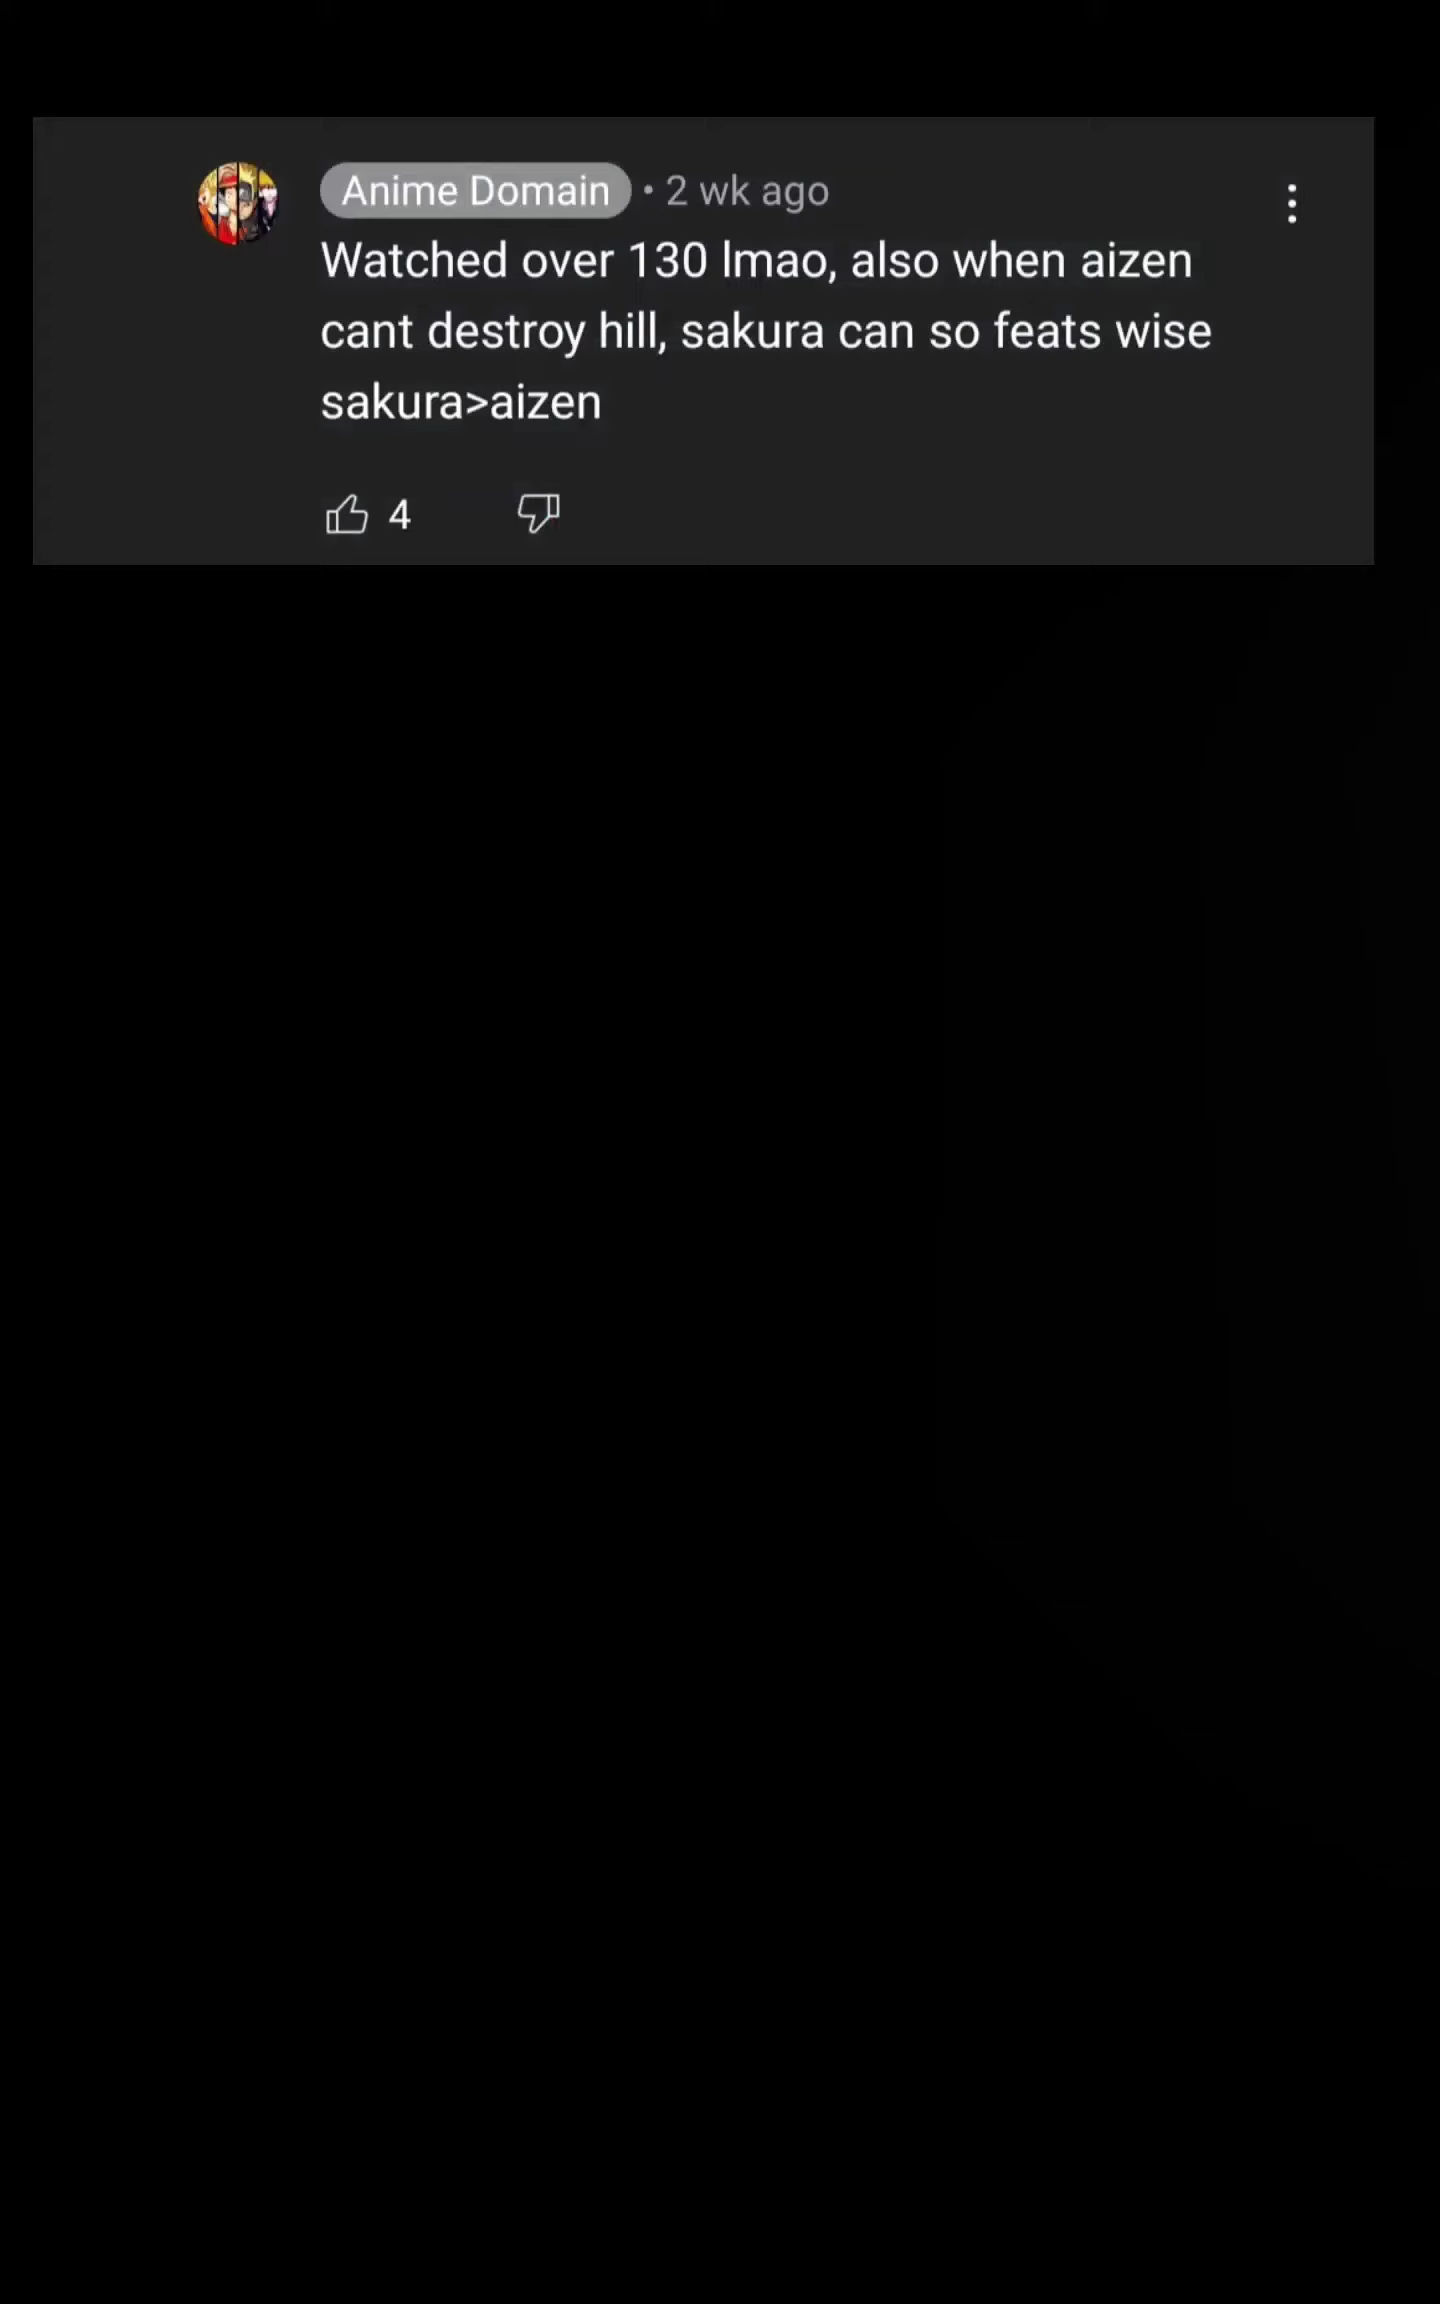 Anime Domain • 2 wk ago
Watched over 130 lmao, also when aizen
cant destroy hill, sakura can so feats wise
sakura>aizen
4